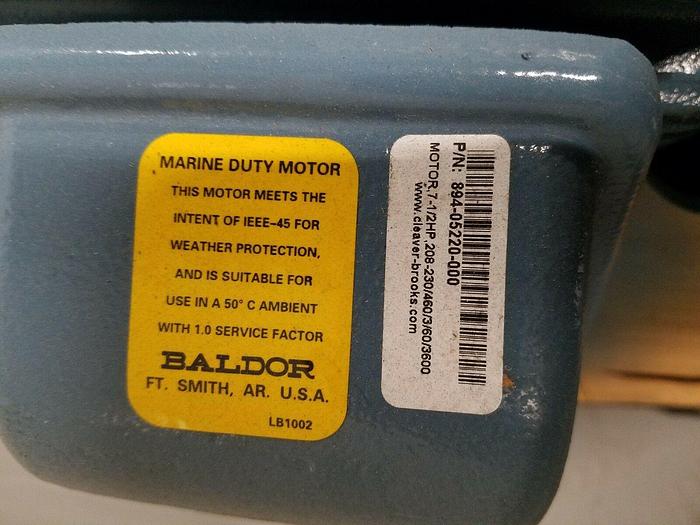 MARINE DUTY MOTOR
THIS MOTOR MEETS THE
INTENT OF IEEE-45 FOR
WEATHER PROTECTION,
AND IS SUITABLE FOR
USE IN A 50° C AMBIENT
WITH 1.0 SERVICE FACTOR
BALDOR
FT. SMITH, AR. U.S.A.
LB1002
P/N: 894-05220-000
MOTOR,7-1/2HP,208-230/460/3/60/3600
www.cleaver-brooks.com